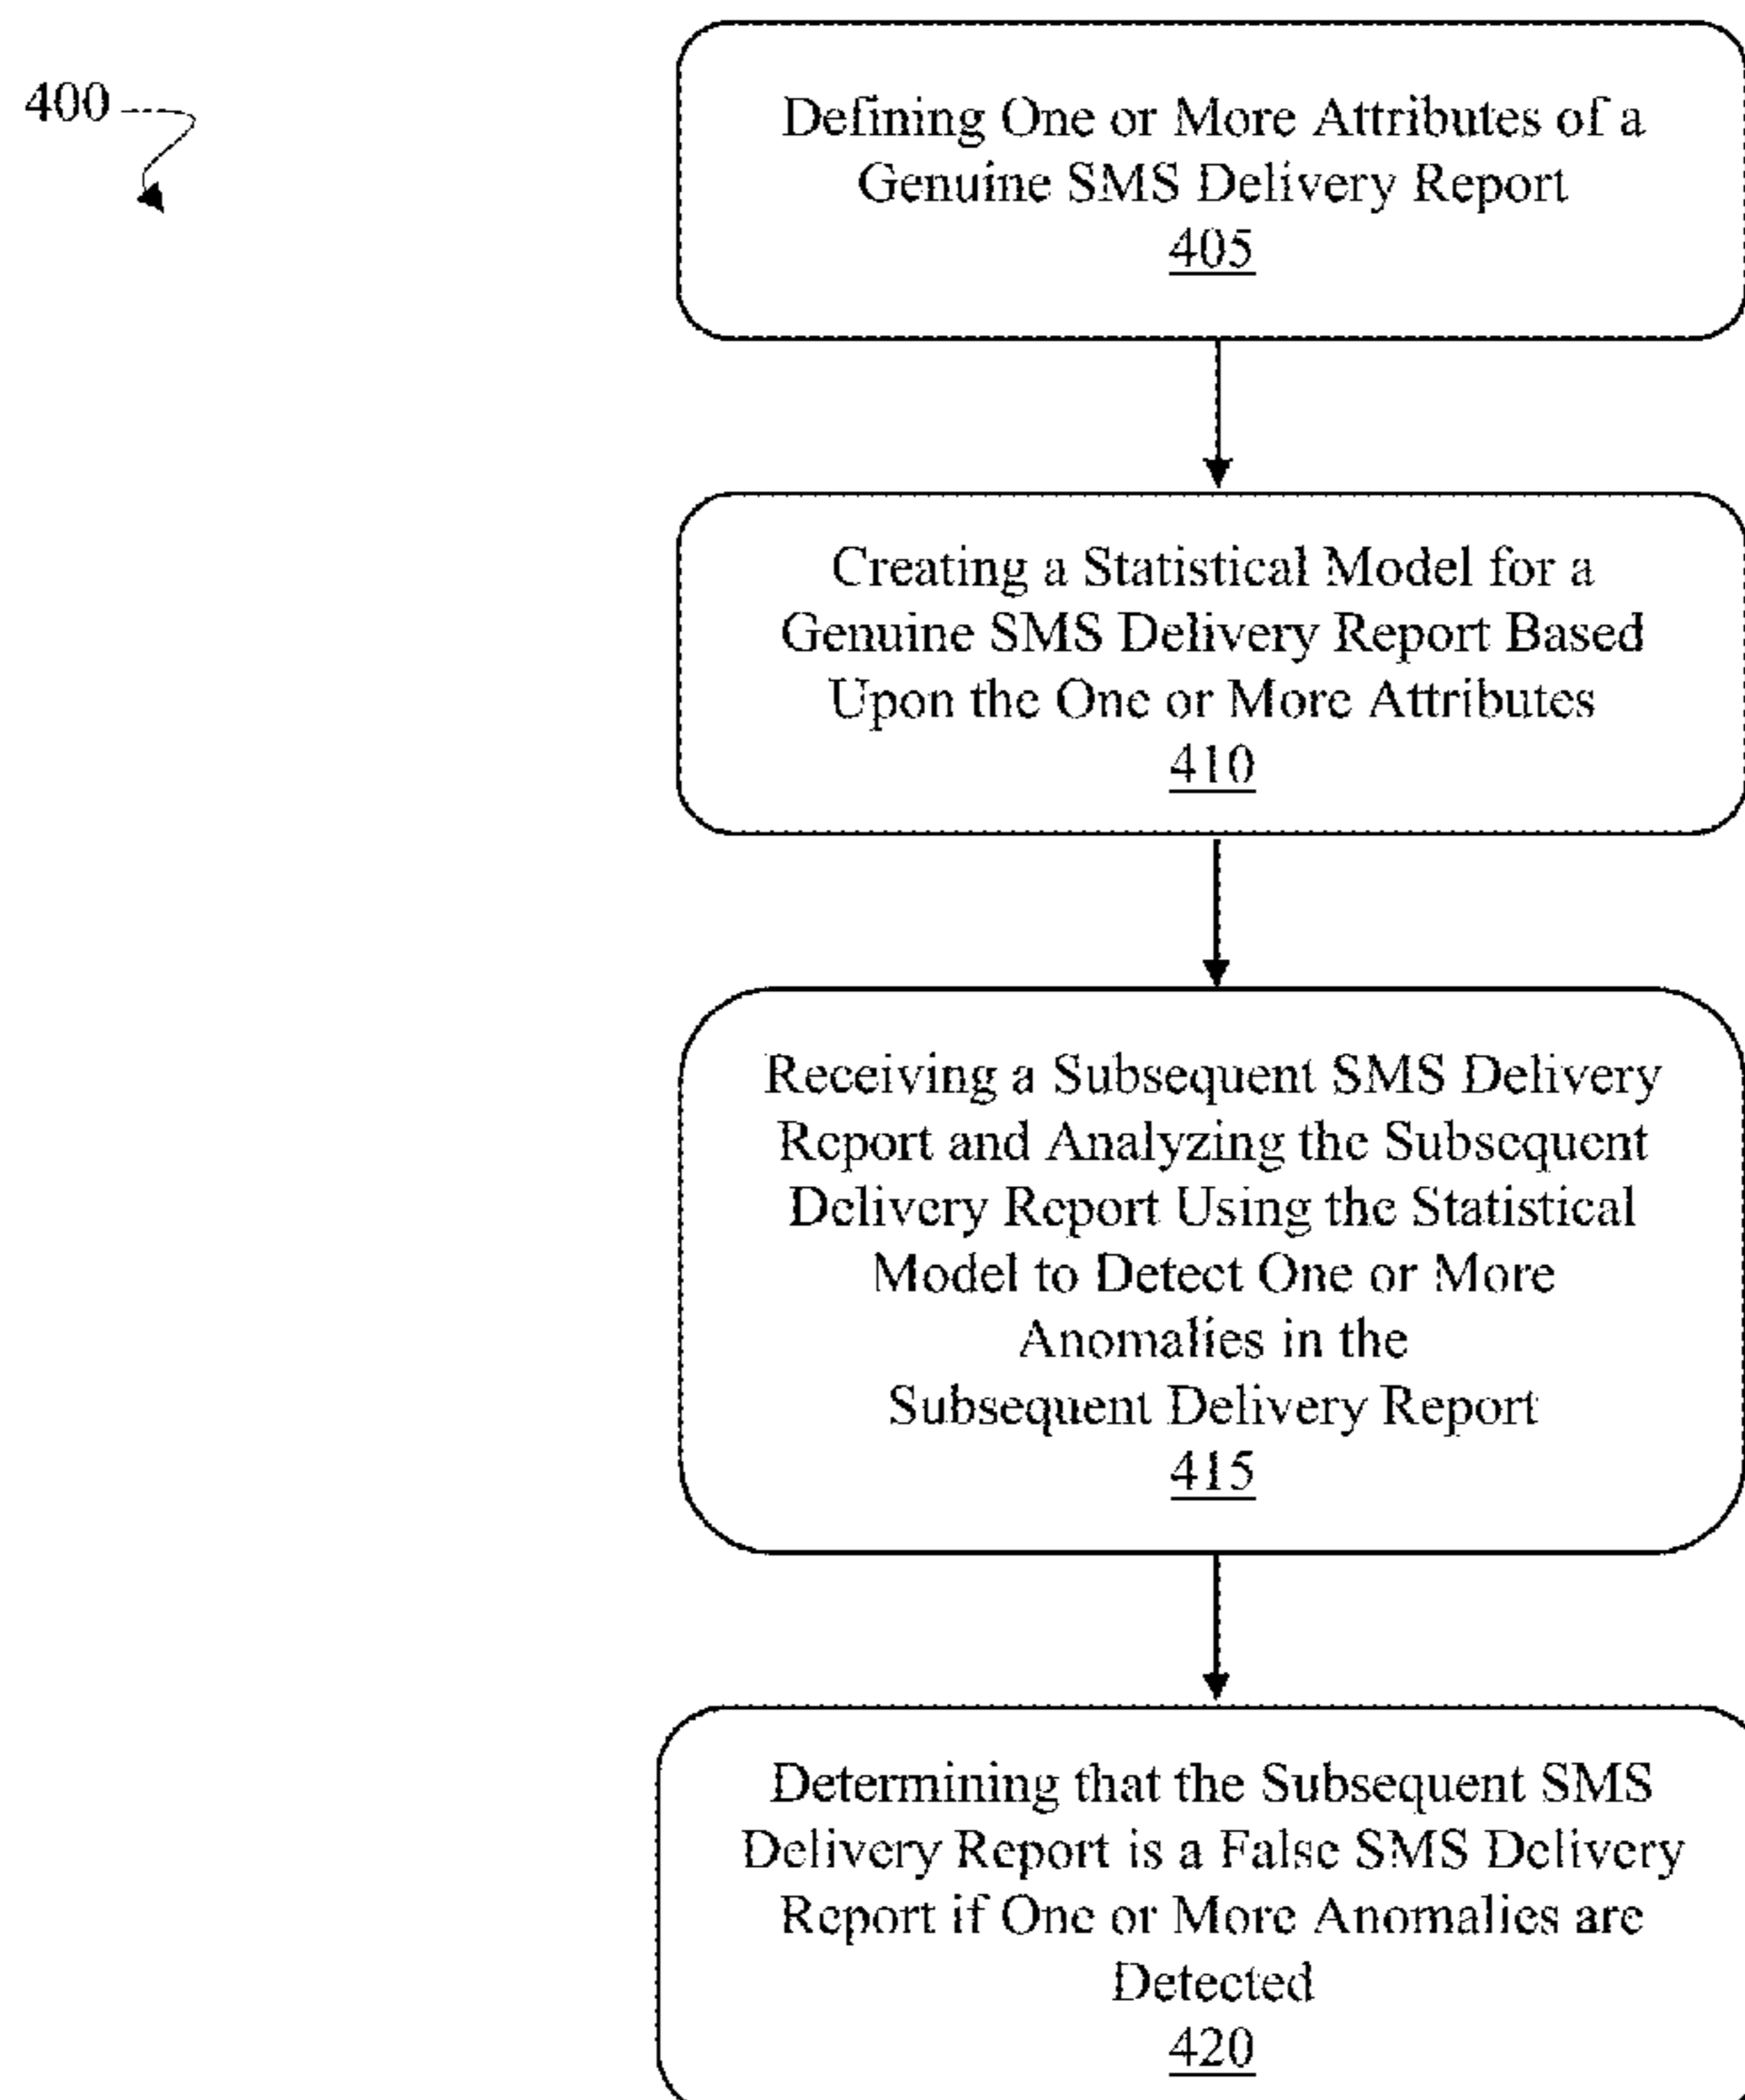 400
Defining One or More Attributes of a
Genuine SMS Delivery Report
405
Creating a Statistical Model for a
Genuine SMS Delivery Report Based
Upon the One or More Attributes
410
Receiving a Subsequent SMS Delivery
Report and Analyzing the Subsequent
Delivery Report Using the Statistical
Model to Detect One or More
Anomalies in the
Subsequent Delivery Report
415
Determining that the Subsequent SMS
Delivery Report is a False SMS Delivery
Report if One or More Anomalies are
Detected
420